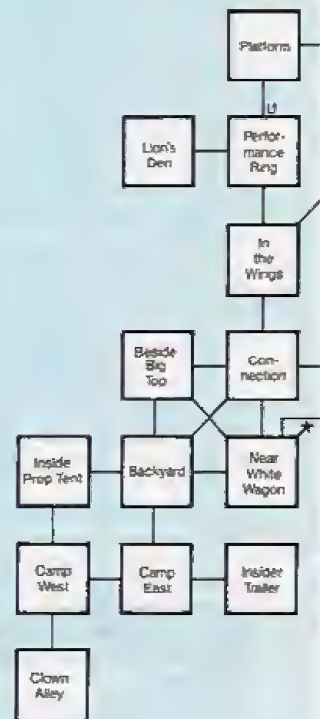 Platform
U
Perfor-
mance
Ring
Lion's
Den
In
the
Wings
Beside
Big
Top
Con-
nection
Inside
Prop Tent
Backyard
Near
White
Wagon
Camp
West
Camp
East
Insider
Trailer
Clown
Alley